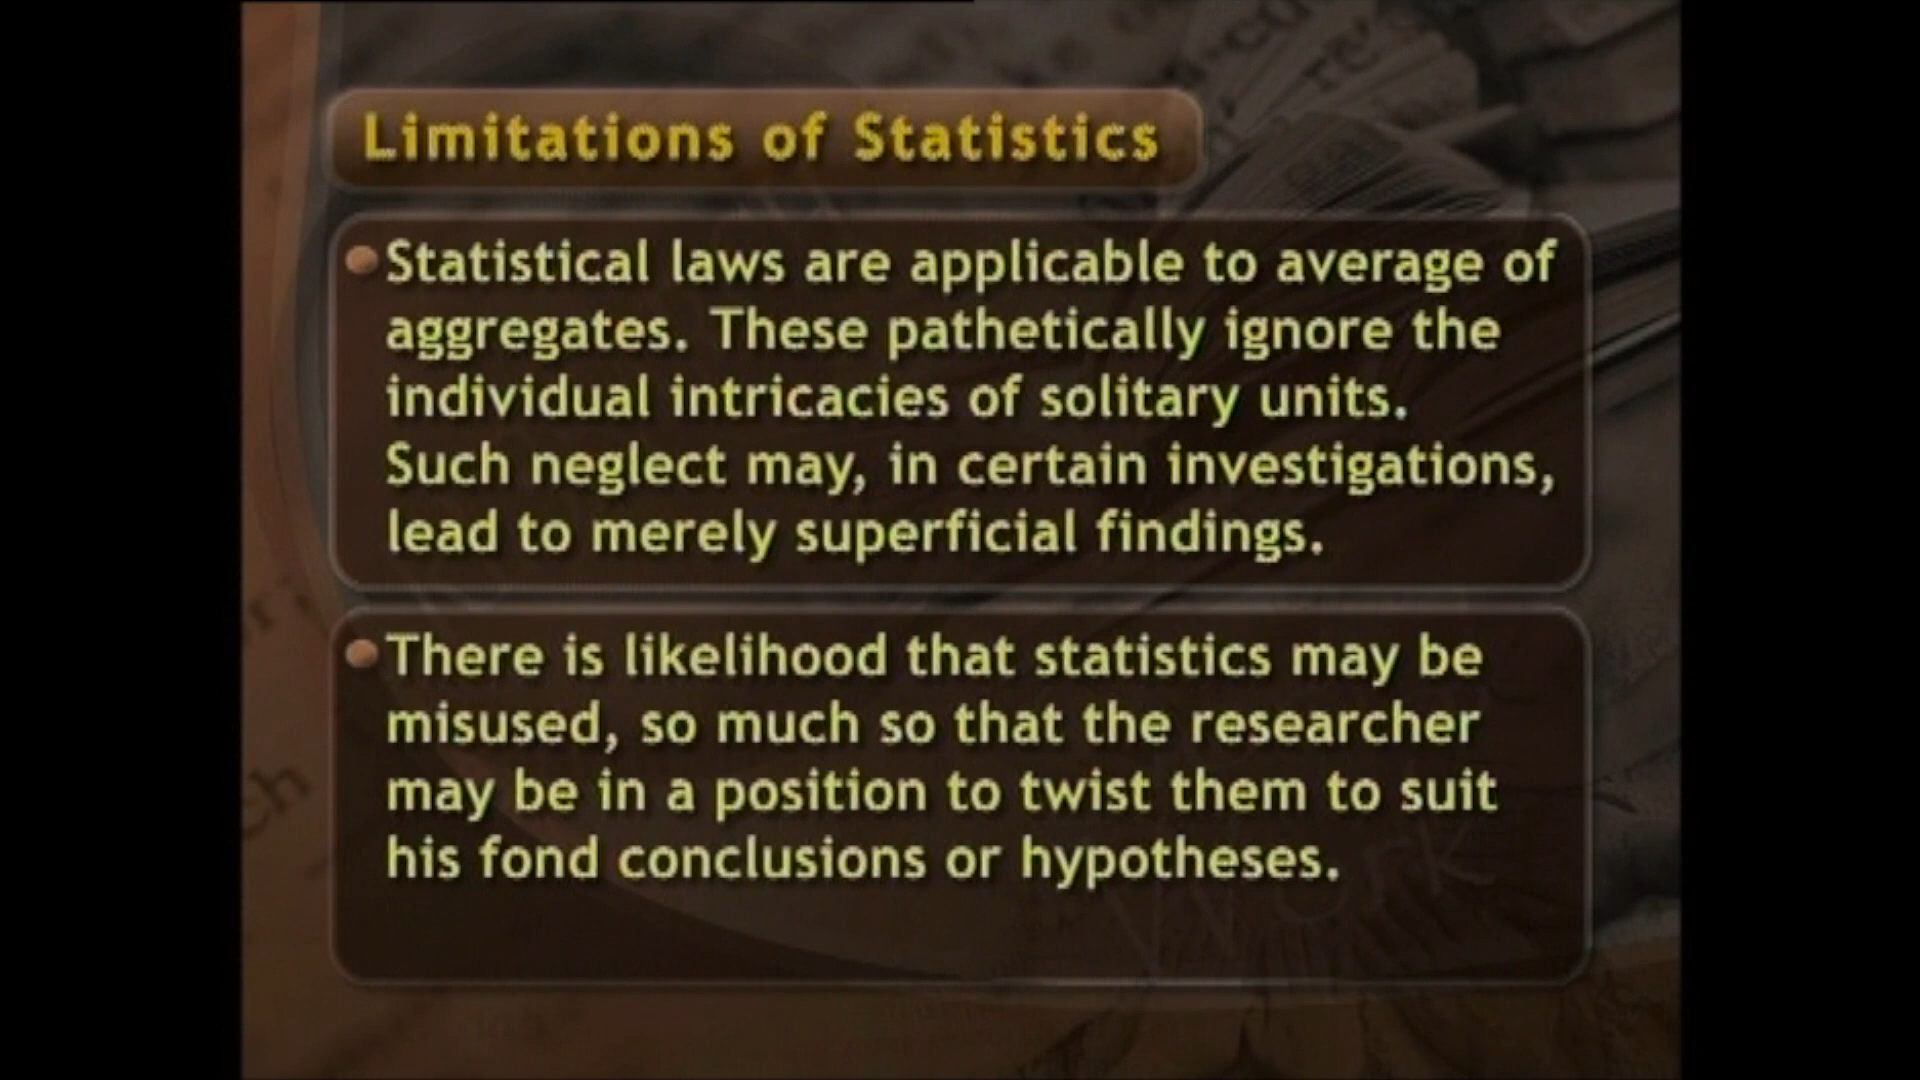 Limitations of Statistics
Statistical laws are applicable to average of
aggregates. These pathetically ignore the
individual intricacies of solitary units.
Such neglect may, in certain investigations,
lead to merely superficial findings.
There is likelihood that statistics may be
misused, so much so that the researcher
may be in a position to twist them to suit
his fond conclusions or hypotheses.